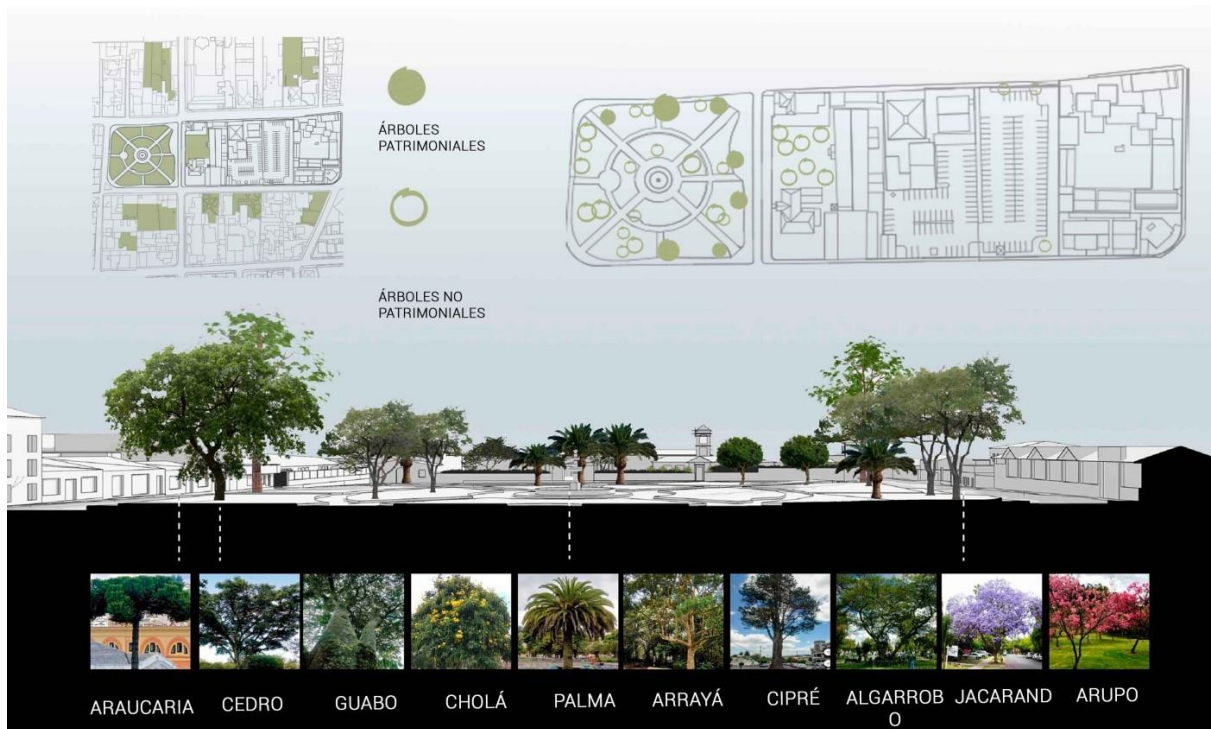 ÁRBOLES
PATRIMONIALES
ÁRBOLES NO
PATRIMONIALES
ARAUCARIA
CEDRO
GUABO
CHOLÁ
PALMA
ARRAYÁ
CIPRÉ
ALGARROB
O
JACARAND
ARUPO